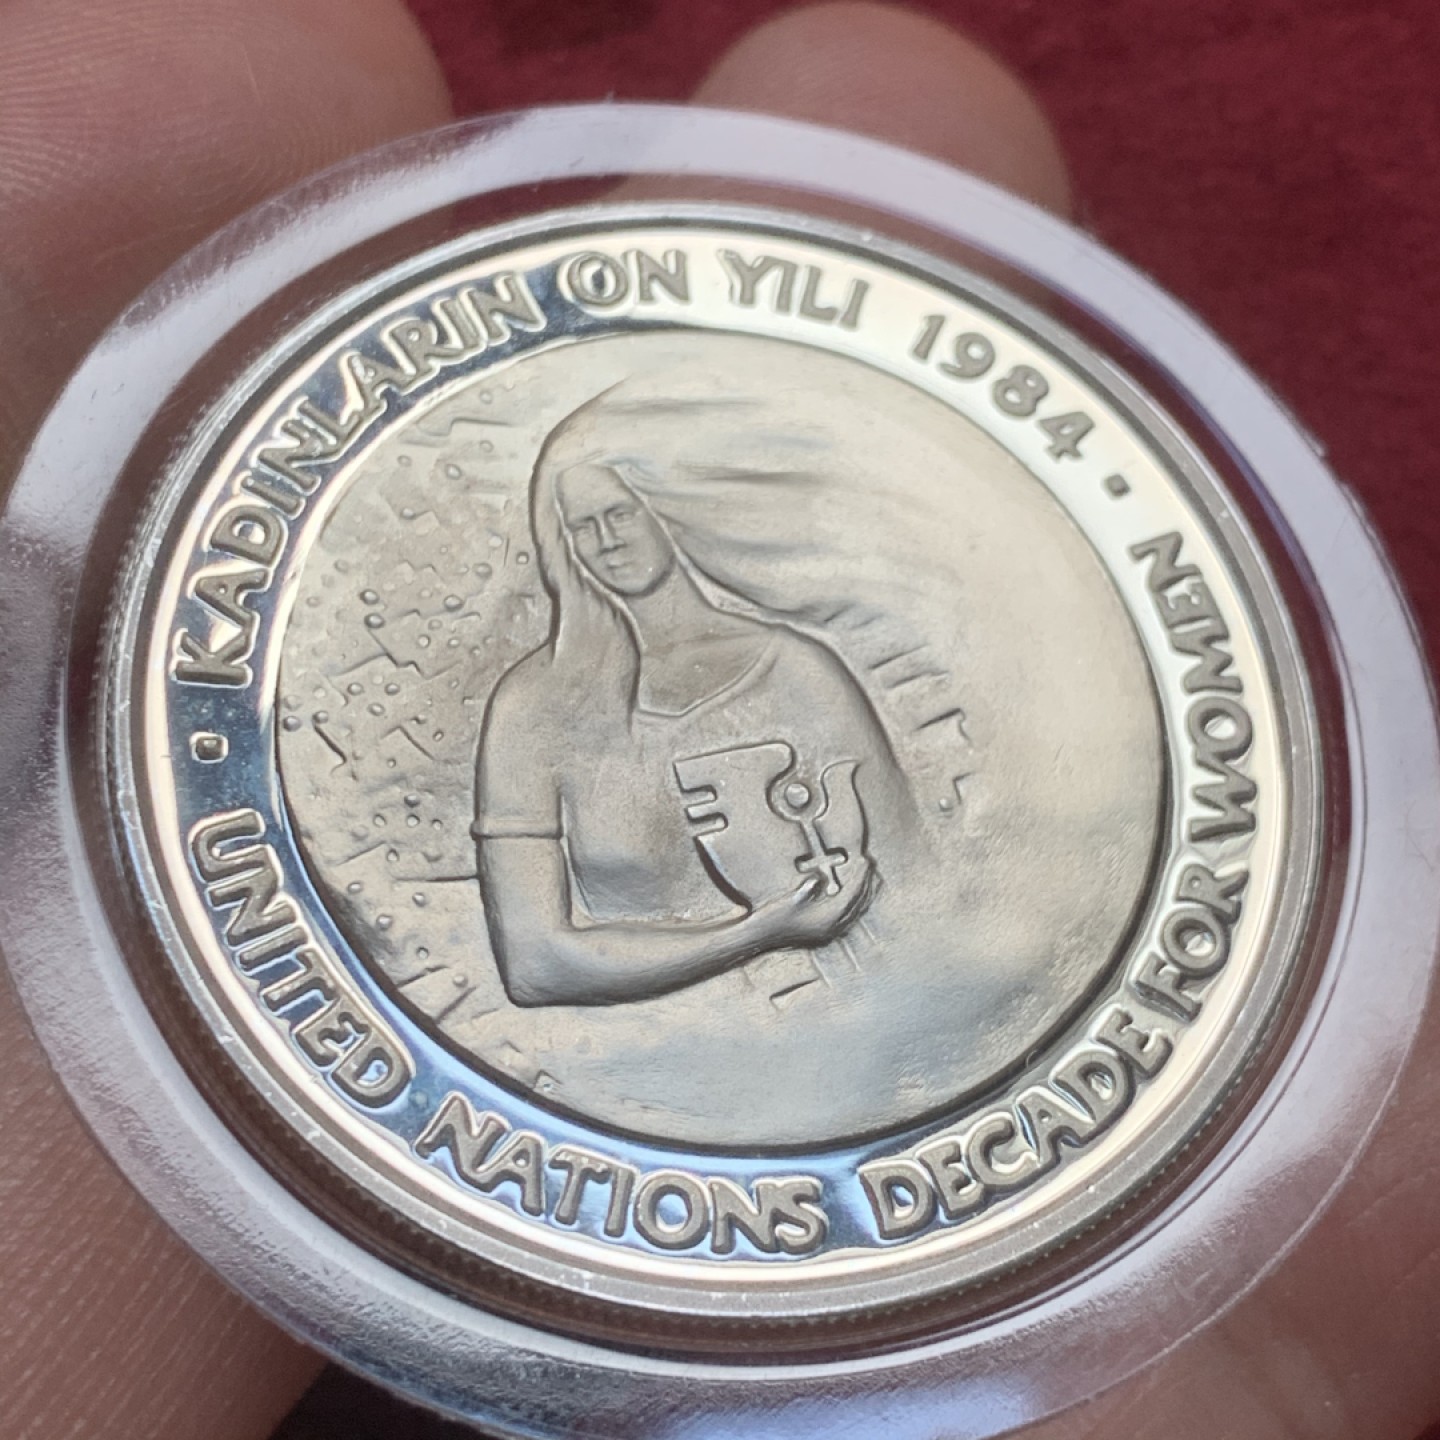 KADINLARIN ON YILI 1984 ·
UNITED NATIONS DECADE FOR WOMEN ·